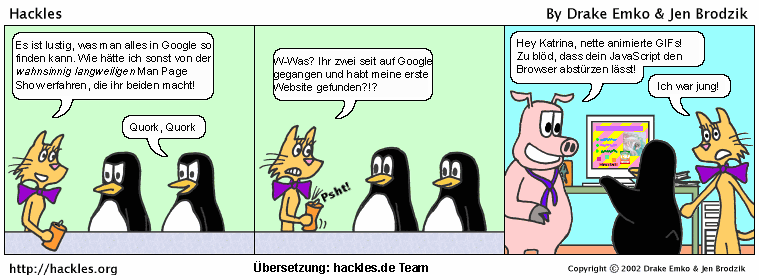 Hackles
By Drake Emko & Jen Brodzik
Es ist lustig, was man alles in Google so
finden kann. Wie hätte ich sonst von der
wahnsinnig langweiligen Man Page
Showerfahren, die ihr beiden macht!
Quork, Quork
W-Was? Ihr zwei seit auf Google
gegangen und habt meine erste
Website gefunden?!?
Psht!
Hey Katrina, nette animierte GIFs!
Zu blöd, dass dein JavaScript den
Browser abstürzen lässt!
Ich war jung!
http://hackles.org
Übersetzung: hackles.de Team
Copyright © 2002 Drake Emko & Jen Brodzik